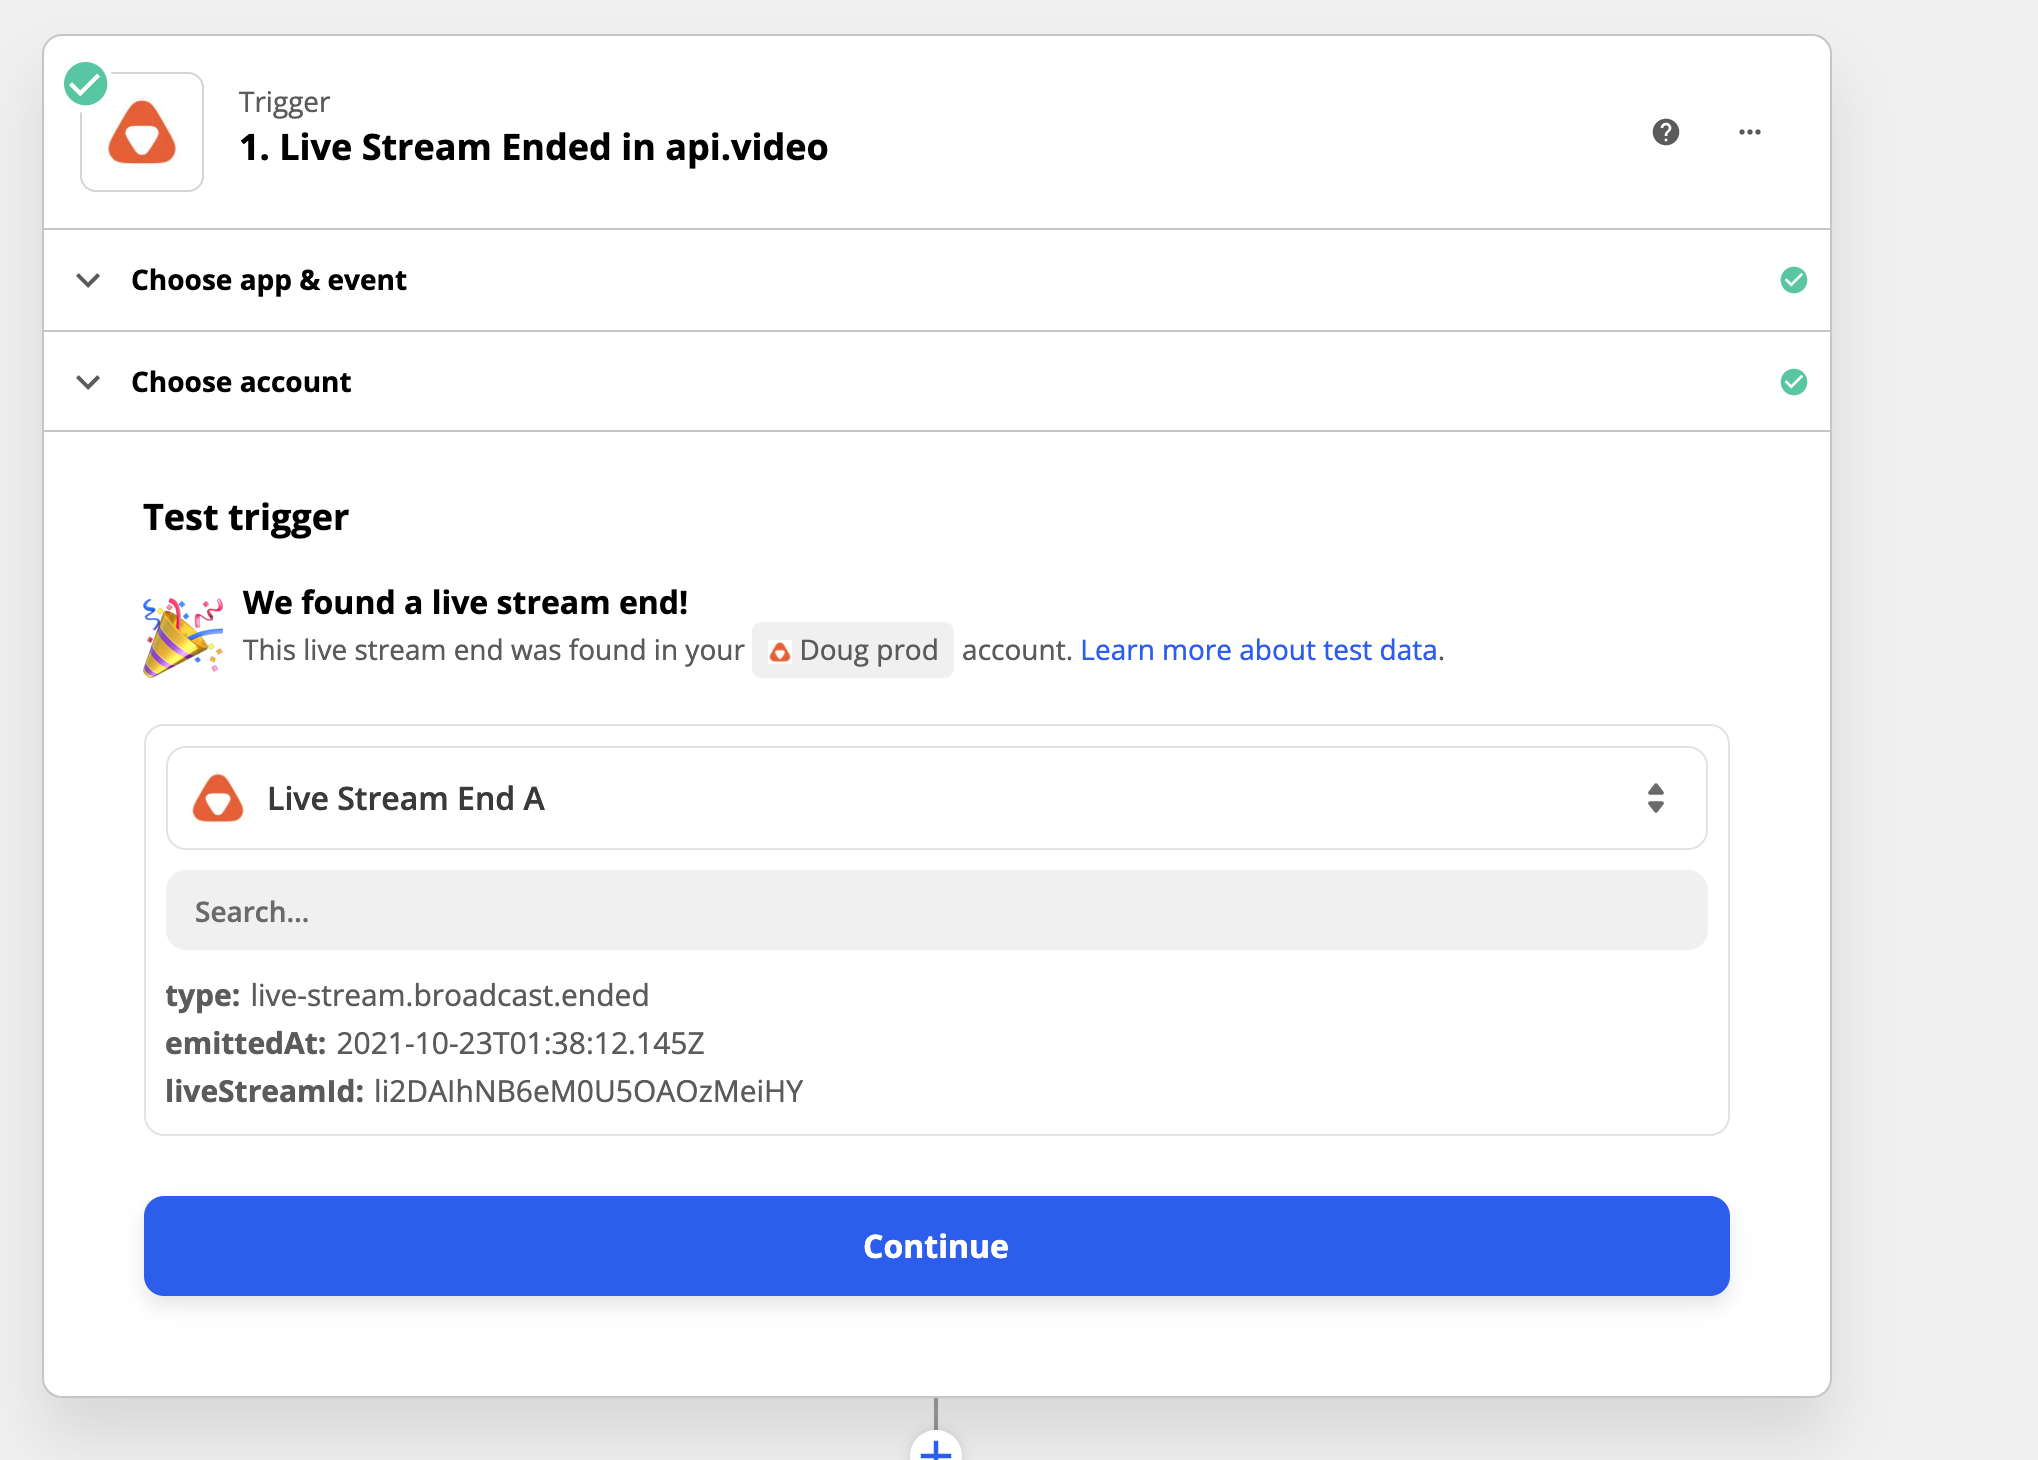 Trigger
1. Live Stream Ended in api.video
Choose app & event
Choose account
Test trigger
We found a live stream end!
This live stream end was found in your Doug prod account. Learn more about test data.
Live Stream End A
Search...
type: live-stream.broadcast.ended
emittedAt: 2021-10-23T01:38:12.145Z
liveStreamId: li2DAIhNB6eM0U5OAOzMeiHY
Continue